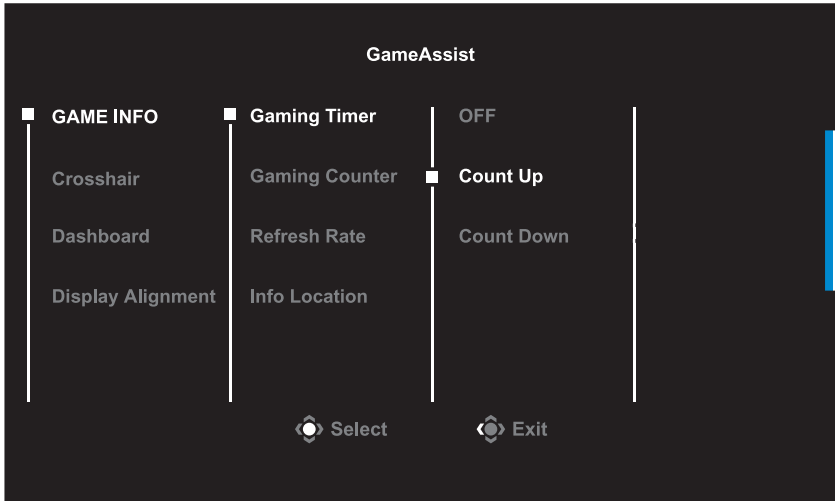 GameAssist
GAME INFO
Crosshair
Dashboard
Display Alignment
Gaming Timer
Gaming Counter
Refresh Rate
Info Location
OFF
Count Up
Count Down
Select
Exit